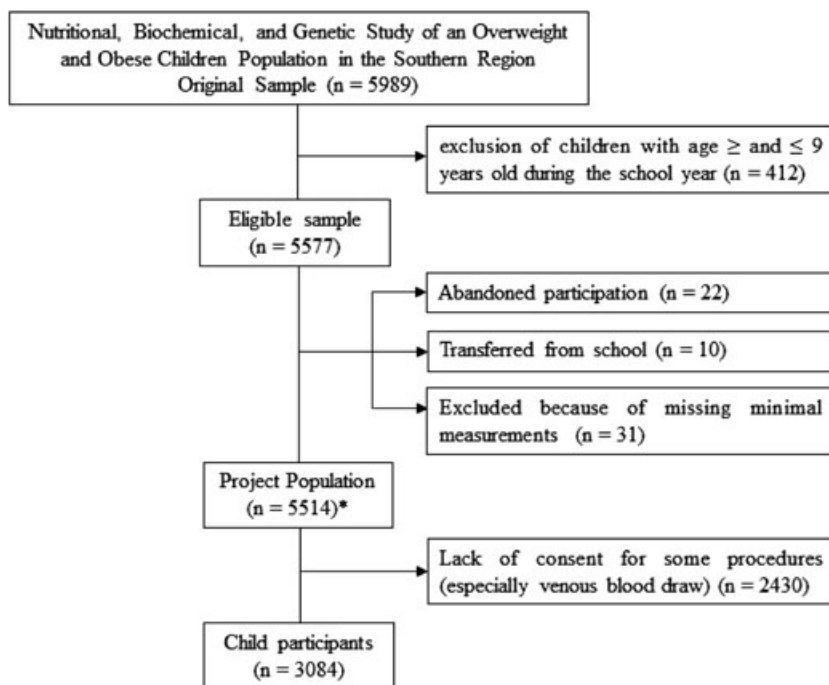 Nutritional, Biochemical, and Genetic Study of an Overweight
and Obese Children Population in the Southern Region
Original Sample (n = 5989)
exclusion of children with age ≥ and ≤ 9
years old during the school year (n = 412)
Eligible sample
(n = 5577)
Abandoned participation (n = 22)
Transferred from school (n = 10)
Excluded because of missing minimal
measurements (n = 31)
Project Population
(n = 5514)*
Lack of consent for some procedures
(especially venous blood draw) (n = 2430)
Child participants
(n = 3084)